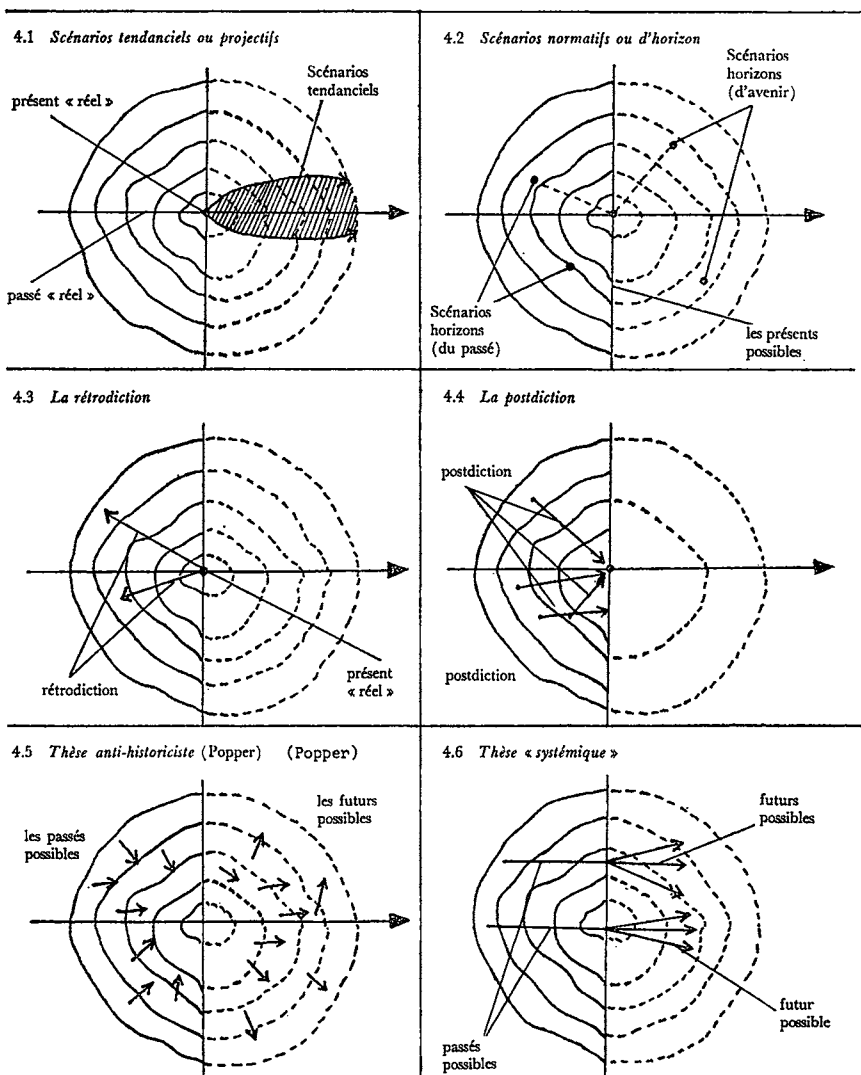 4.1 Scénarios tendanciels ou projectifs
Scénarios
tendanciels
présent « réel »
passé « réel »
4.2 Scénarios normatifs ou d'horizon
Scénarios
horizons
(d'avenir)
Scénarios
horizons
(du passé)
les présents
possibles
4.3 La rétrodiction
rétrodiction
présent
« réel »
4.4 La postdiction
postdiction
postdiction
4.5 Thèse anti-historiciste (Popper) (Popper)
les futurs
possibles
les passés
possibles
4.6 Thèse « systémique »
futurs
possibles
futur
possible
passés
possibles